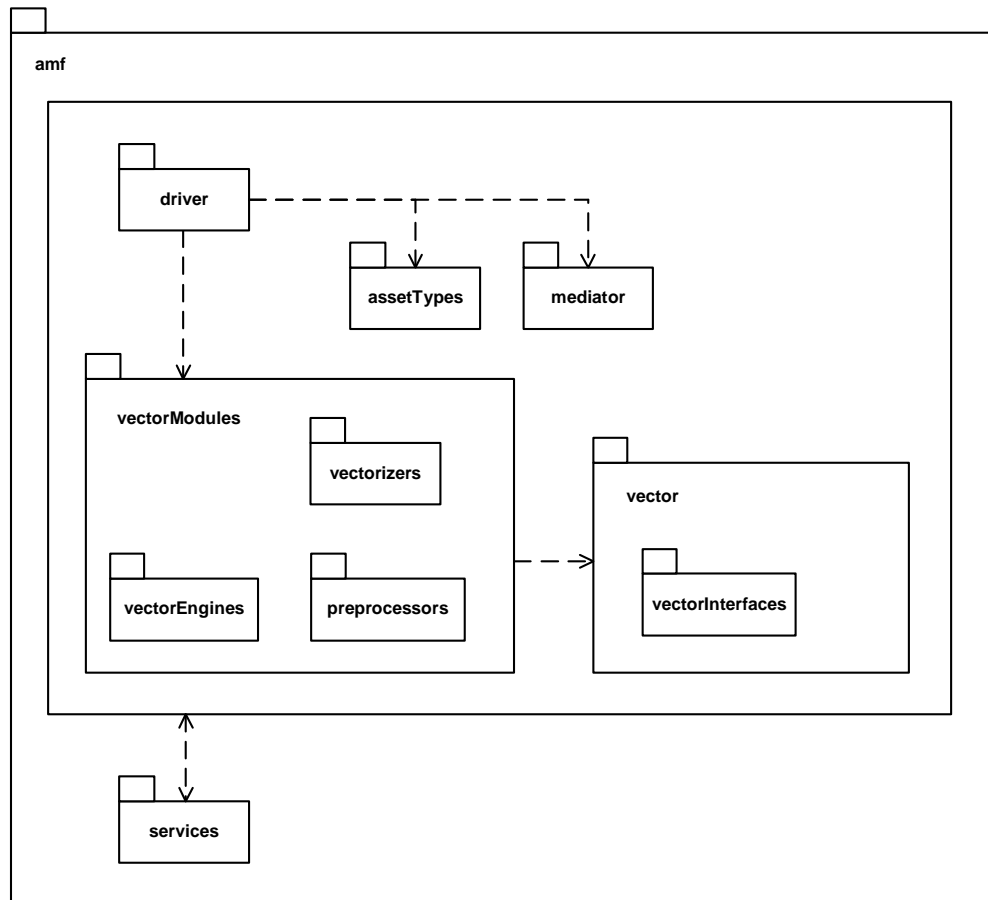 amf
driver
assetTypes
mediator
vectorModules
vectorizers
vector
vectorEngines
preprocessors
vectorInterfaces
services